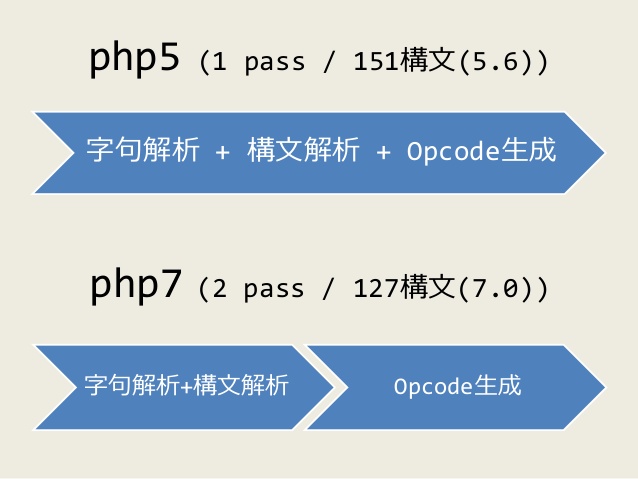 php5 (1 pass / 151構文(5.6))
字句解析 + 構文解析 + Opcode生成
php7 (2 pass / 127構文(7.0))
字句解析+構文解析
Opcode生成